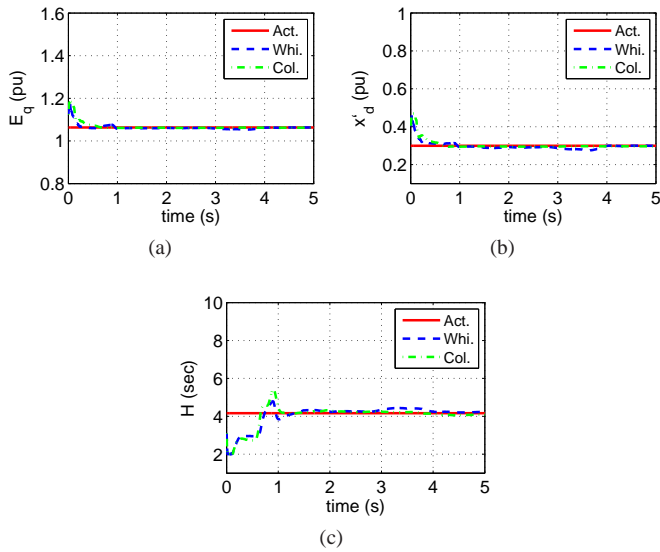 1.6
1.4
1.2
1
0.8
E_q (pu)
0 1 2 3 4 5
time (s)
Act.
Whi.
Col.
(a)
1
0.8
0.6
0.4
0.2
x'_d (pu)
0 1 2 3 4 5
time (s)
Act.
Whi.
Col.
(b)
10
8
6
4
2
H (sec)
0 1 2 3 4 5
time (s)
Act.
Whi.
Col.
(c)